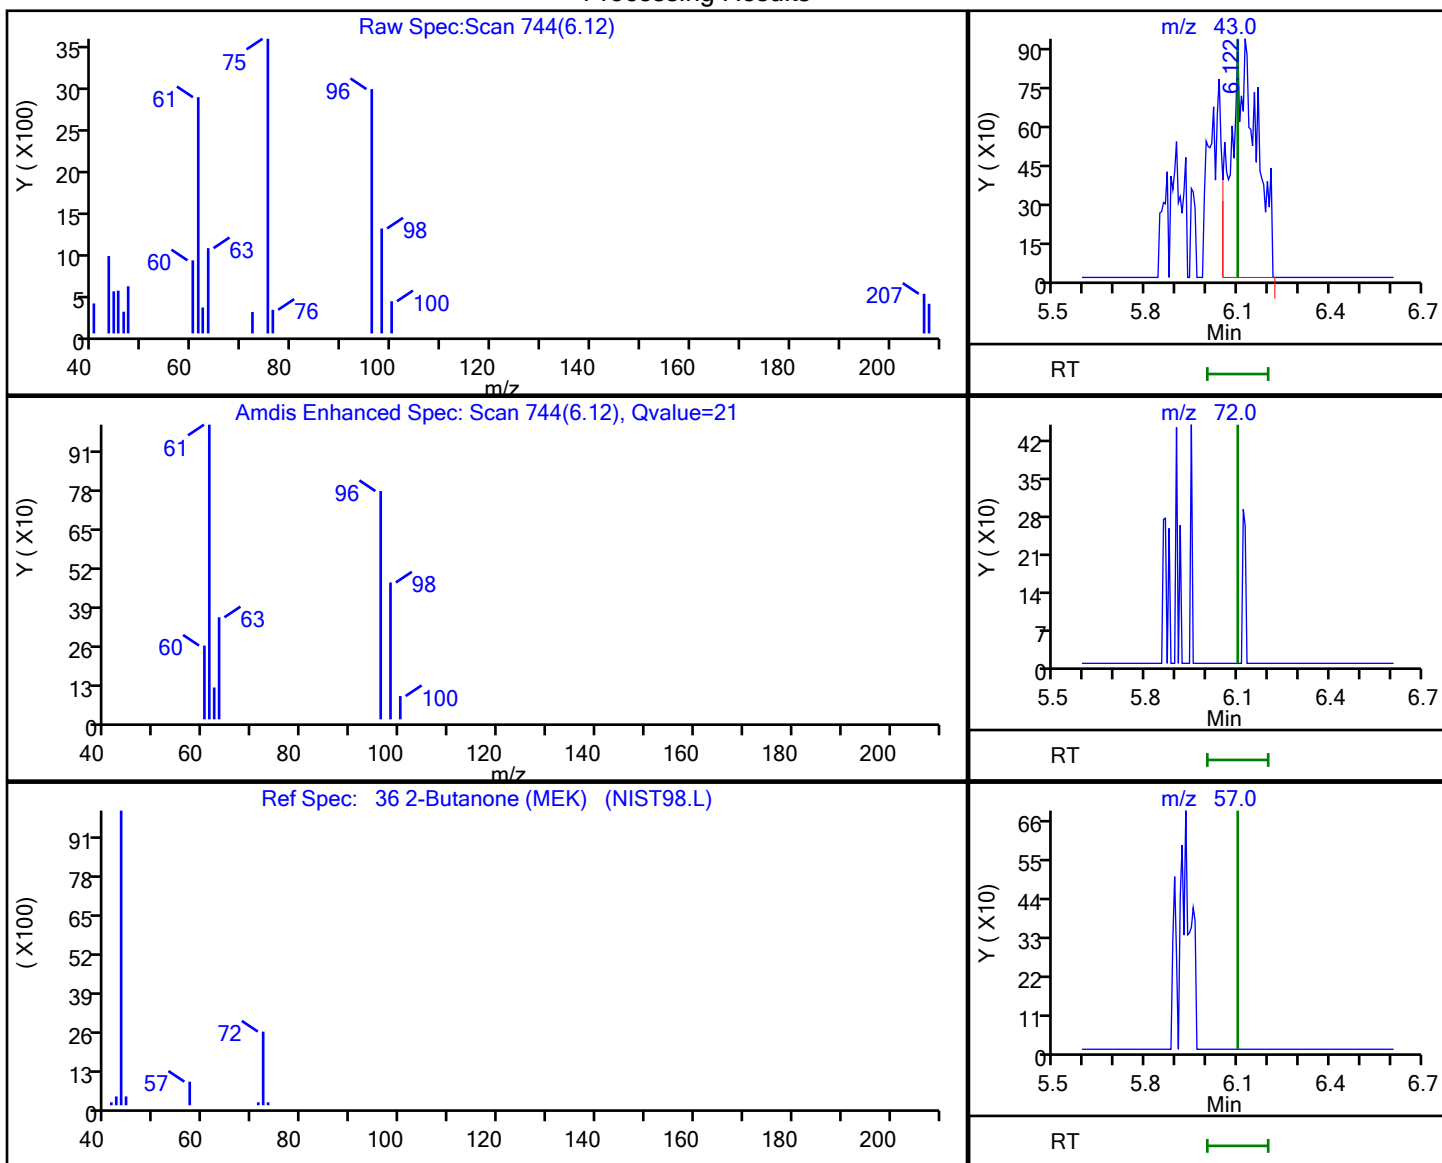 Processing Results
Raw Spec:Scan 744(6.12)
Y ( X100)
35
30
25
20
15
10
5
0
75
61
96
98
60
63
76
100
207
40 60 80 100 120 140 160 180 200
m/z
m/z 43.0
Y ( X10)
90
75
60
45
30
15
0
6.122
5.5 5.8 6.1 6.4 6.7
Min
RT
Amdis Enhanced Spec: Scan 744(6.12), Qvalue=21
Y ( X10)
91
78
65
52
39
26
13
0
61
96
98
60
63
100
40 60 80 100 120 140 160 180 200
m/z
m/z 72.0
Y ( X10)
42
35
28
21
14
7
0
5.5 5.8 6.1 6.4 6.7
Min
RT
Ref Spec: 36 2-Butanone (MEK) (NIST98.L)
( X100)
91
78
65
52
39
26
13
0
72
57
40 60 80 100 120 140 160 180 200
m/z 57.0
Y ( X10)
66
55
44
33
22
11
0
5.5 5.8 6.1 6.4 6.7
Min
RT